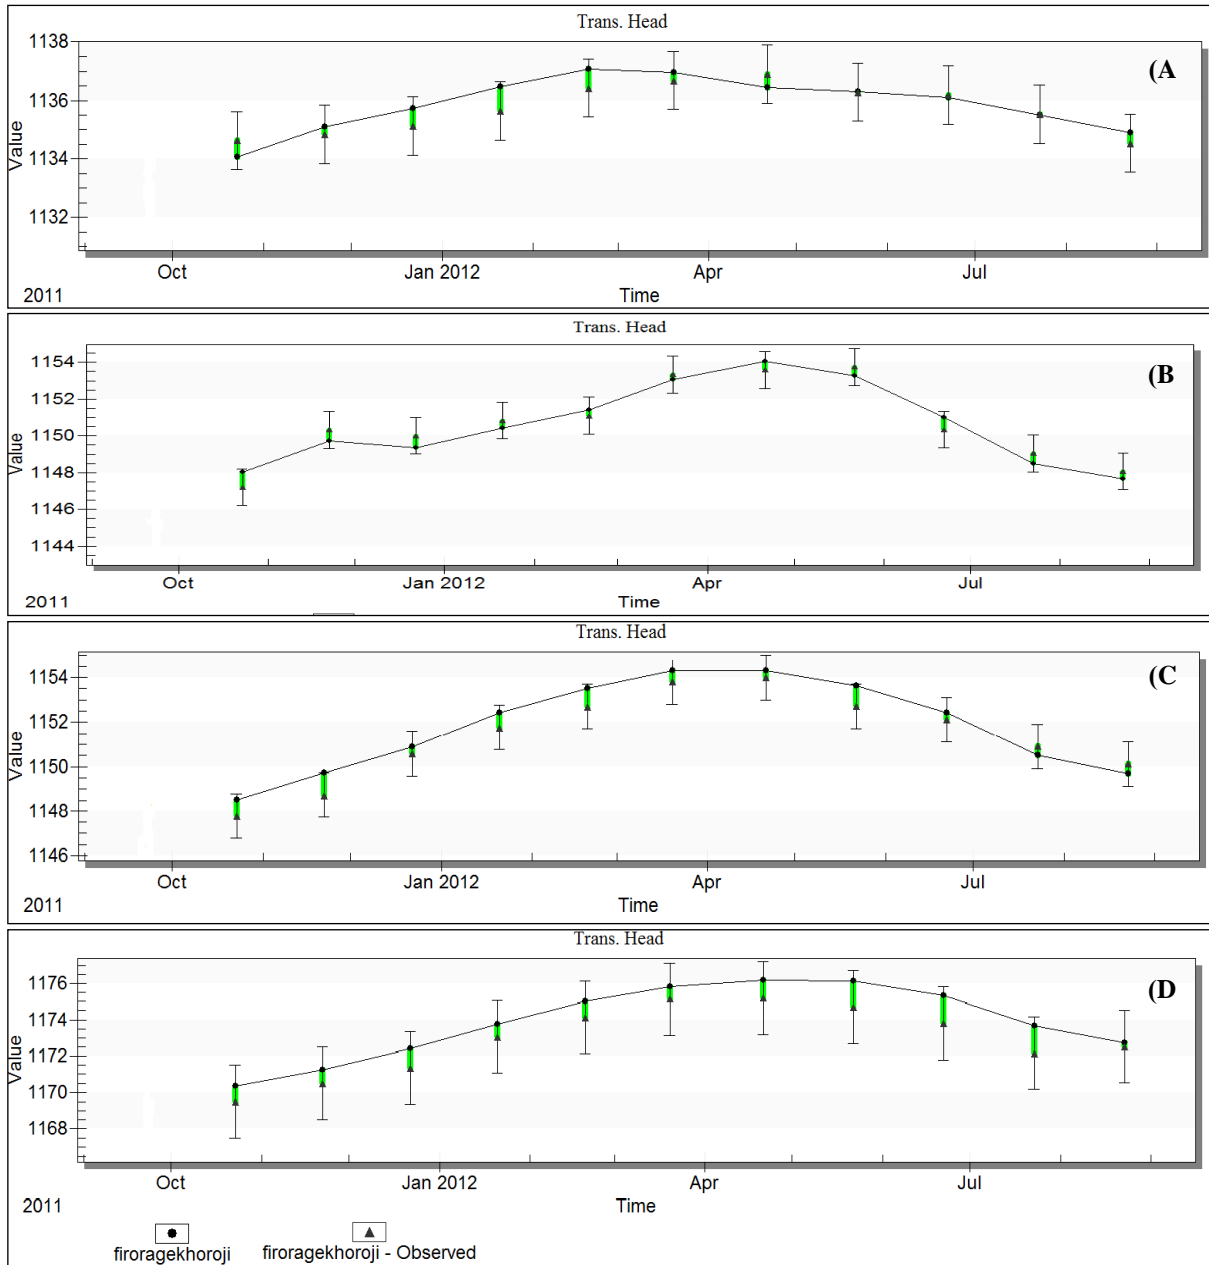 Trans. Head
(A
1138
1136
1134
1132
Value
Oct
Jan 2012
Apr
Jul
2011
Time
Trans. Head
(B
1154
1152
1150
1148
1146
1144
Value
Oct
Jan 2012
Apr
Jul
2011
Time
Trans. Head
(C
1154
1152
1150
1148
1146
Value
Oct
Jan 2012
Apr
Jul
2011
Time
Trans. Head
(D
1176
1174
1172
1170
1168
Value
Oct
Jan 2012
Apr
Jul
2011
Time
firoragekhoroji
firoragekhoroji - Observed